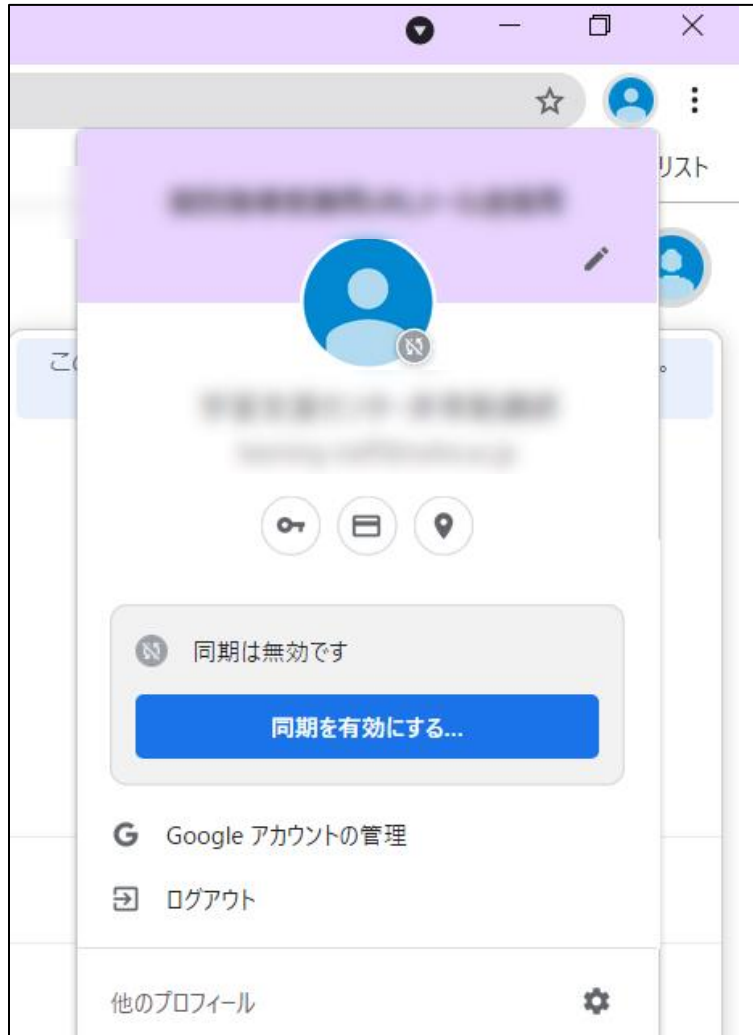 リスト
この
。
同期は無効です
同期を有効にする...
Google アカウントの管理
ログアウト
他のプロフィール